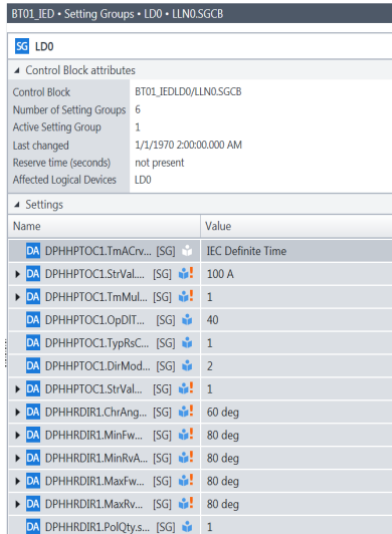 BT01_IED • Setting Groups • LD0 • LLN0.SGCB
SG LD0
Control Block attributes
Control Block BT01_IEDLD0/LLN0.SGCB
Number of Setting Groups 6
Active Setting Group 1
Last changed 1/1/1970 2:00:00.000 AM
Reserve time (seconds) not present
Affected Logical Devices LD0
Settings
Name Value
DA DPHHPTOC1.TmACrv... [SG] IEC Definite Time
DA DPHHPTOC1.StrVal.... [SG] ! 100 A
DA DPHHPTOC1.TmMul... [SG] ! 1
DA DPHHPTOC1.OpDlT... [SG] 40
DA DPHHPTOC1.TypRsC... [SG] 1
DA DPHHPTOC1.DirMod... [SG] 2
DA DPHHPTOC1.StrVal... [SG] ! 1
DA DPHHRDIR1.ChrAng... [SG] ! 60 deg
DA DPHHRDIR1.MinFw... [SG] ! 80 deg
DA DPHHRDIR1.MinRvA... [SG] ! 80 deg
DA DPHHRDIR1.MaxFw... [SG] ! 80 deg
DA DPHHRDIR1.MaxRv... [SG] ! 80 deg
DA DPHHRDIR1.PolQty.s... [SG] 1